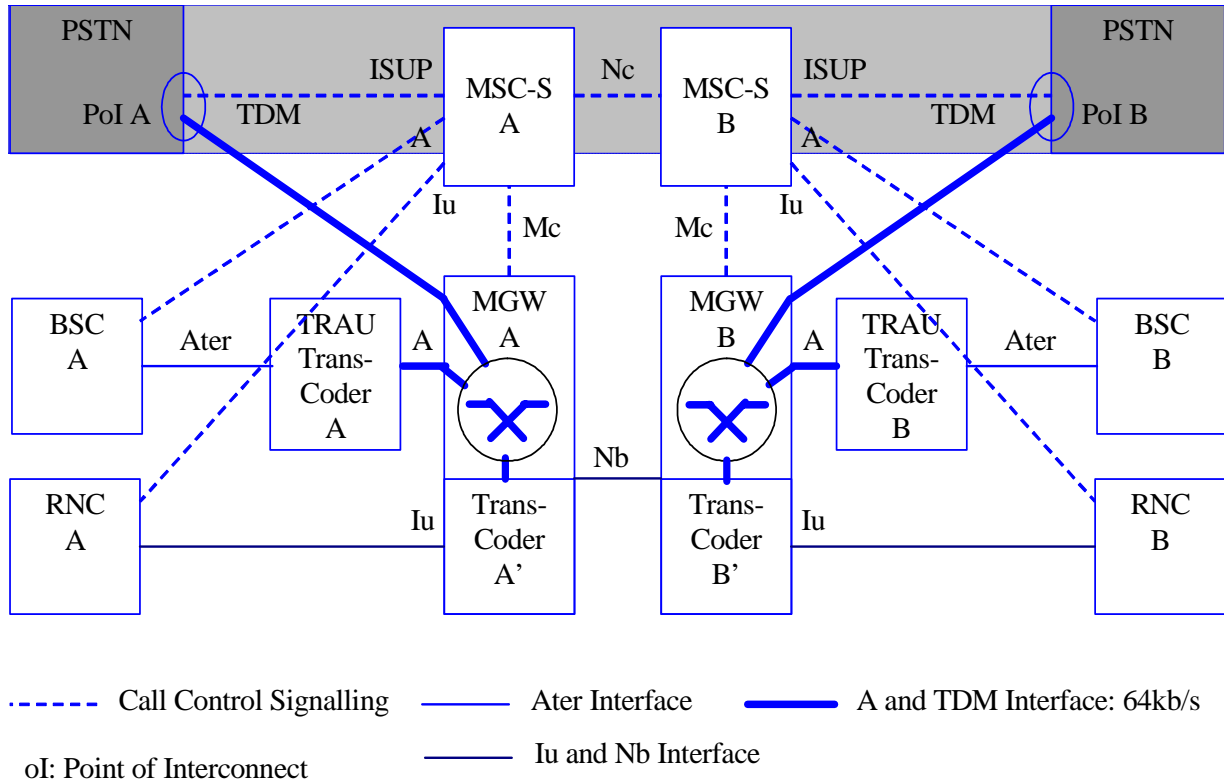 PSTN
PSTN
ISUP
Nc
ISUP
MSC-S
A
MSC-S
B
PoI A
TDM
TDM
PoI B
A
A
Iu
Iu
Mc
Mc
BSC
A
Ater
TRAU
Trans-
Coder
A
A
MGW
A
MGW
B
A
TRAU
Trans-
Coder
B
Ater
BSC
B
Nb
RNC
A
Iu
Trans-
Coder
A’
Trans-
Coder
B’
Iu
RNC
B
Call Control Signalling
Ater Interface
A and TDM Interface: 64kb/s
oI: Point of Interconnect
Iu and Nb Interface